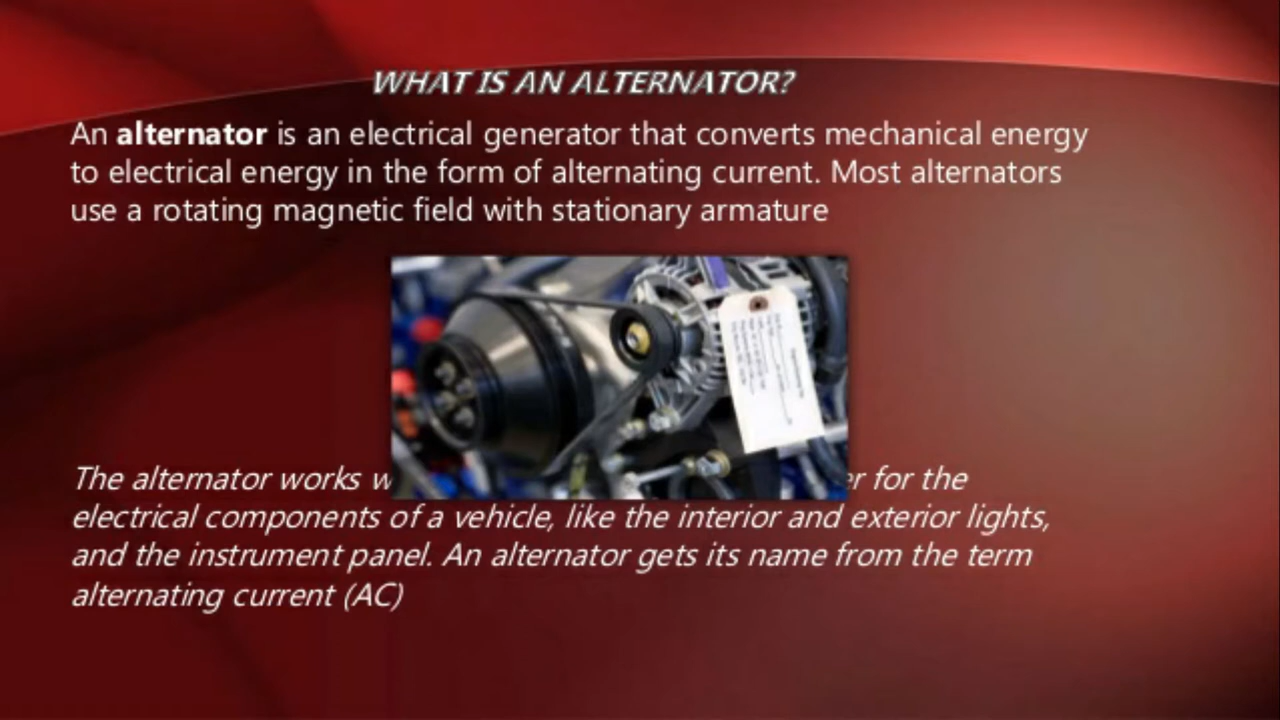 WHAT IS AN ALTERNATOR?
An alternator is an electrical generator that converts mechanical energy
to electrical energy in the form of alternating current. Most alternators
use a rotating magnetic field with stationary armature
The alternator works for the
electrical components of a vehicle, like the interior and exterior lights,
and the instrument panel. An alternator gets its name from the term
alternating current (AC)